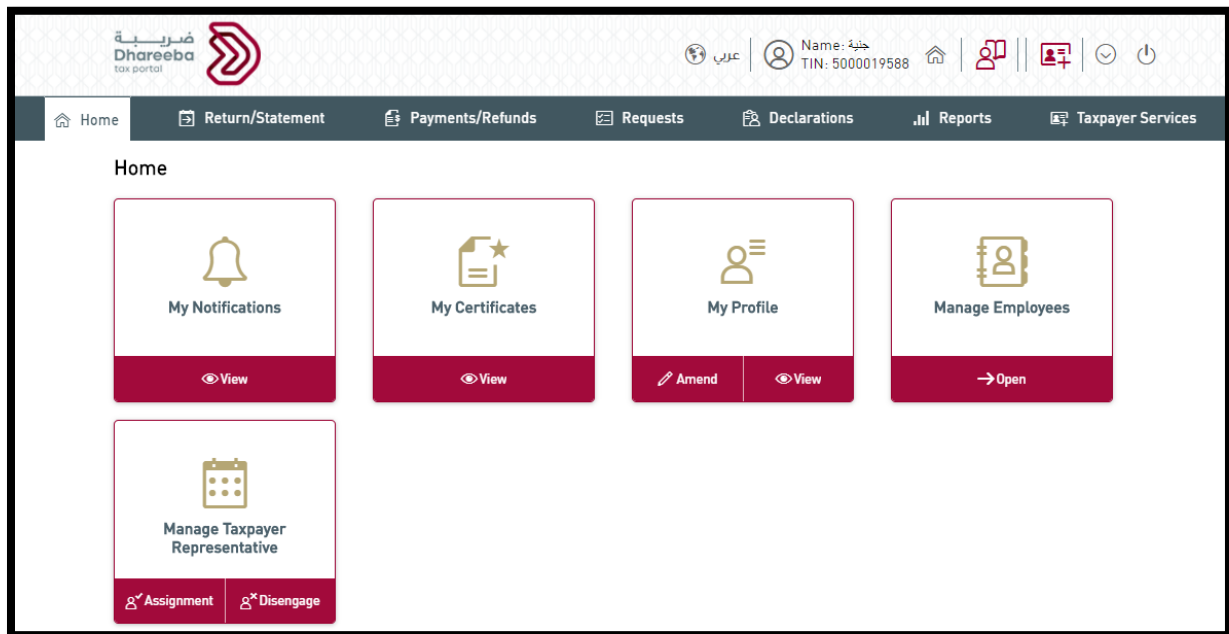 ضريبة
Dhareeba
tax portal
عربي
Name: جنية
TIN: 5000019588
Home
Return/Statement
Payments/Refunds
Requests
Declarations
Reports
Taxpayer Services
Home
My Notifications
View
My Certificates
View
My Profile
Amend
View
Manage Employees
Open
Manage Taxpayer
Representative
Assignment
Disengage